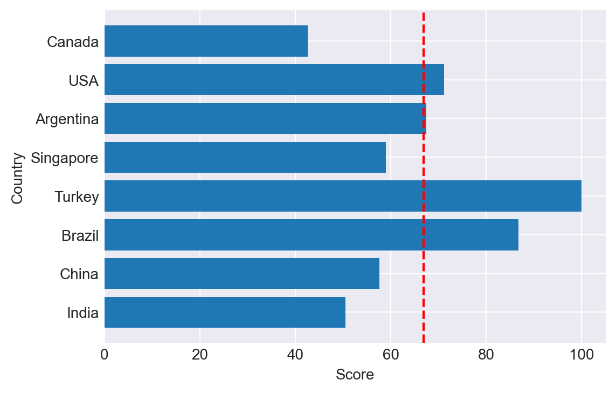 Canada
USA
Argentina
Singapore
Turkey
Brazil
China
India
Country
0 20 40 60 80 100
Score